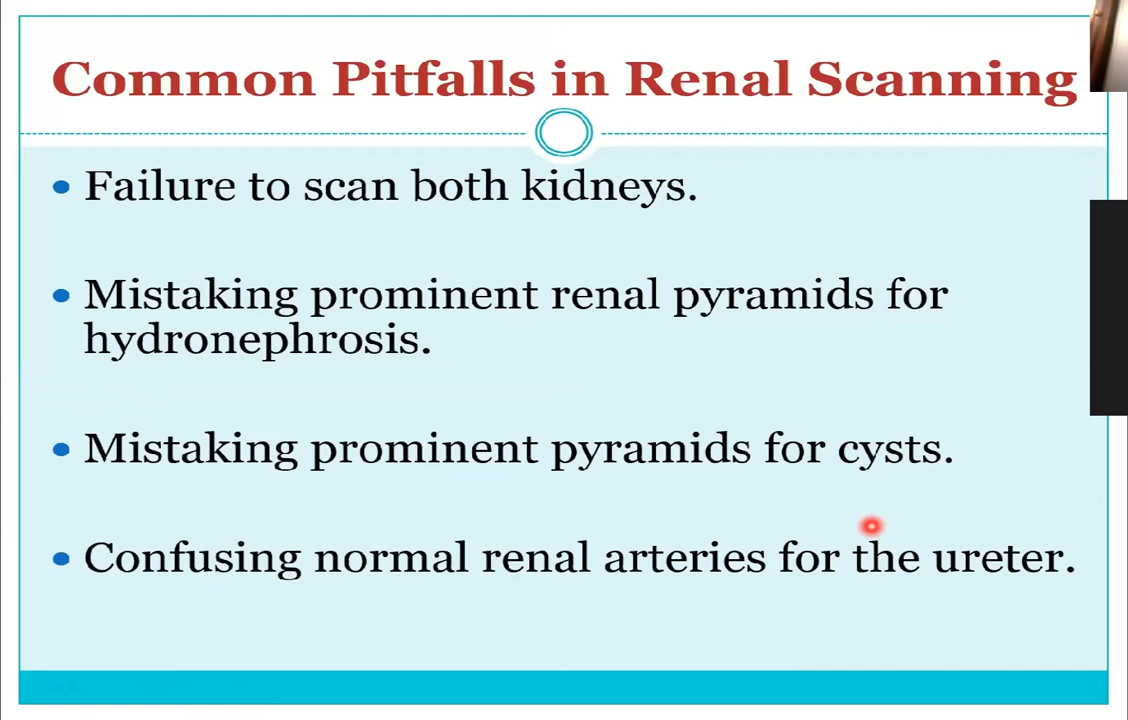 Common Pitfalls in Renal Scanning
• Failure to scan both kidneys.
• Mistaking prominent renal pyramids for
hydronephrosis.
• Mistaking prominent pyramids for cysts.
• Confusing normal renal arteries for the ureter.